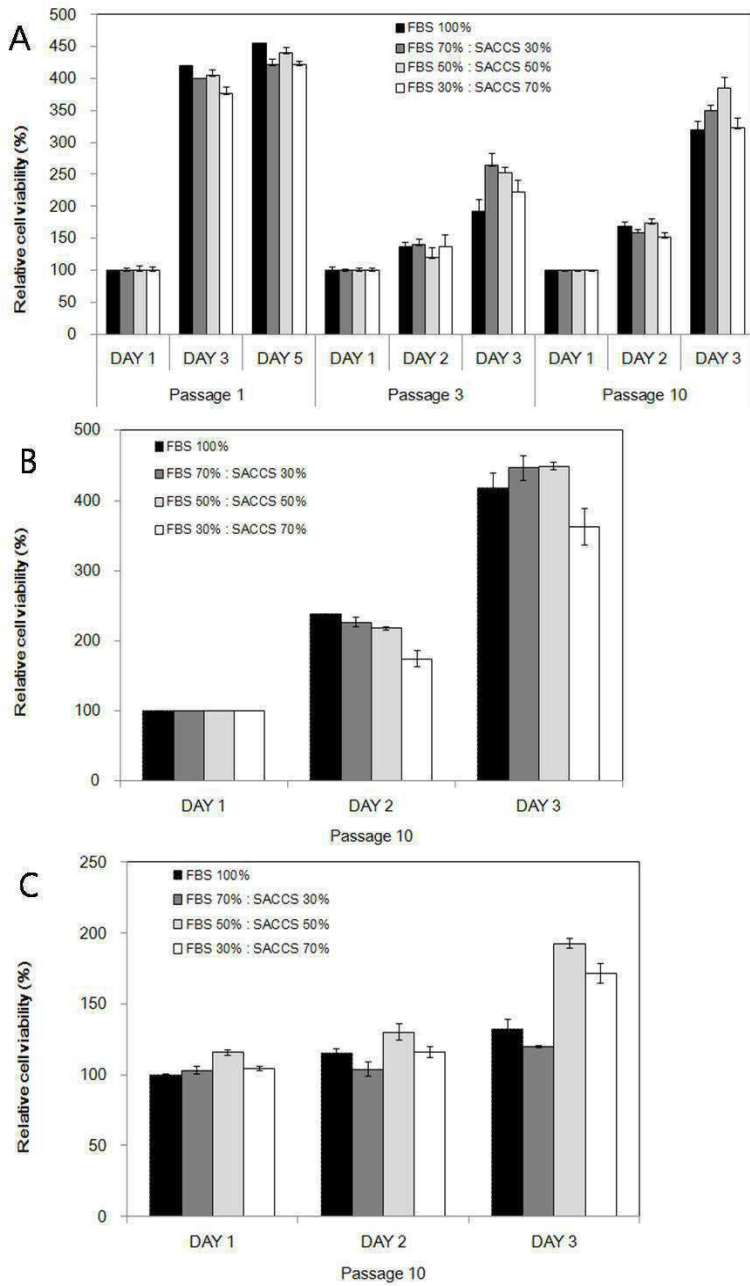 A
Relative cell viability (%)
500
450
400
350
300
250
200
150
100
50
0
FBS 100%
FBS 70% : SACCS 30%
FBS 50% : SACCS 50%
FBS 30% : SACCS 70%
DAY 1 DAY 3 DAY 5 DAY 1 DAY 2 DAY 3 DAY 1 DAY 2 DAY 3
Passage 1 Passage 3 Passage 10
B
Relative cell viability (%)
500
400
300
200
100
0
FBS 100%
FBS 70% : SACCS 30%
FBS 50% : SACCS 50%
FBS 30% : SACCS 70%
DAY 1 DAY 2 DAY 3
Passage 10
C
Relative cell viability (%)
250
200
150
100
50
0
FBS 100%
FBS 70% : SACCS 30%
FBS 50% : SACCS 50%
FBS 30% : SACCS 70%
DAY 1 DAY 2 DAY 3
Passage 10